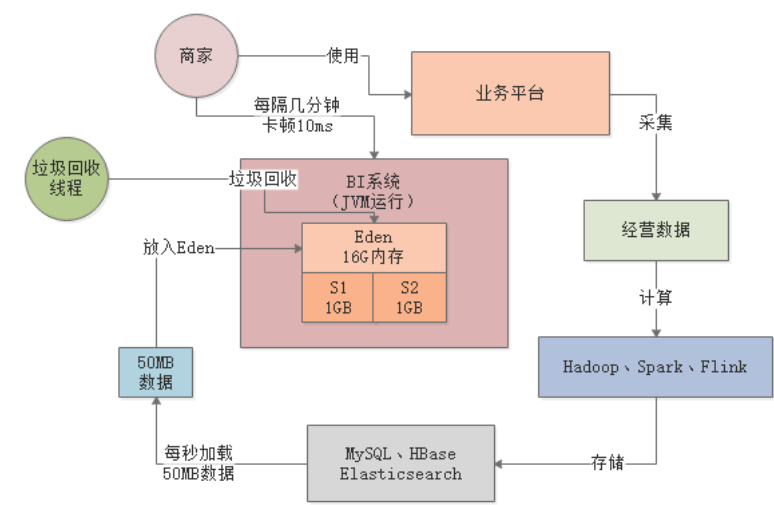 商家
使用
业务平台
每隔几分钟
卡顿10ms
采集
垃圾回收
线程
垃圾回收
BI系统
（JVM运行）
Eden
16G内存
S1
1GB
S2
1GB
放入Eden
经营数据
计算
50MB
数据
Hadoop、Spark、Flink
每秒加载
50MB数据
MySQL、HBase
Elasticsearch
存储